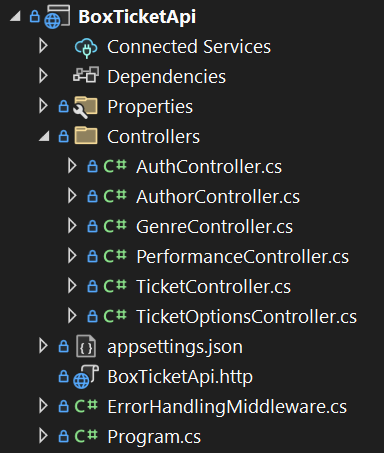 BoxTicketApi
Connected Services
Dependencies
Properties
Controllers
C# AuthController.cs
C# AuthorController.cs
C# GenreController.cs
C# PerformanceController.cs
C# TicketController.cs
C# TicketOptionsController.cs
appsettings.json
BoxTicketApi.http
C# ErrorHandlingMiddleware.cs
C# Program.cs